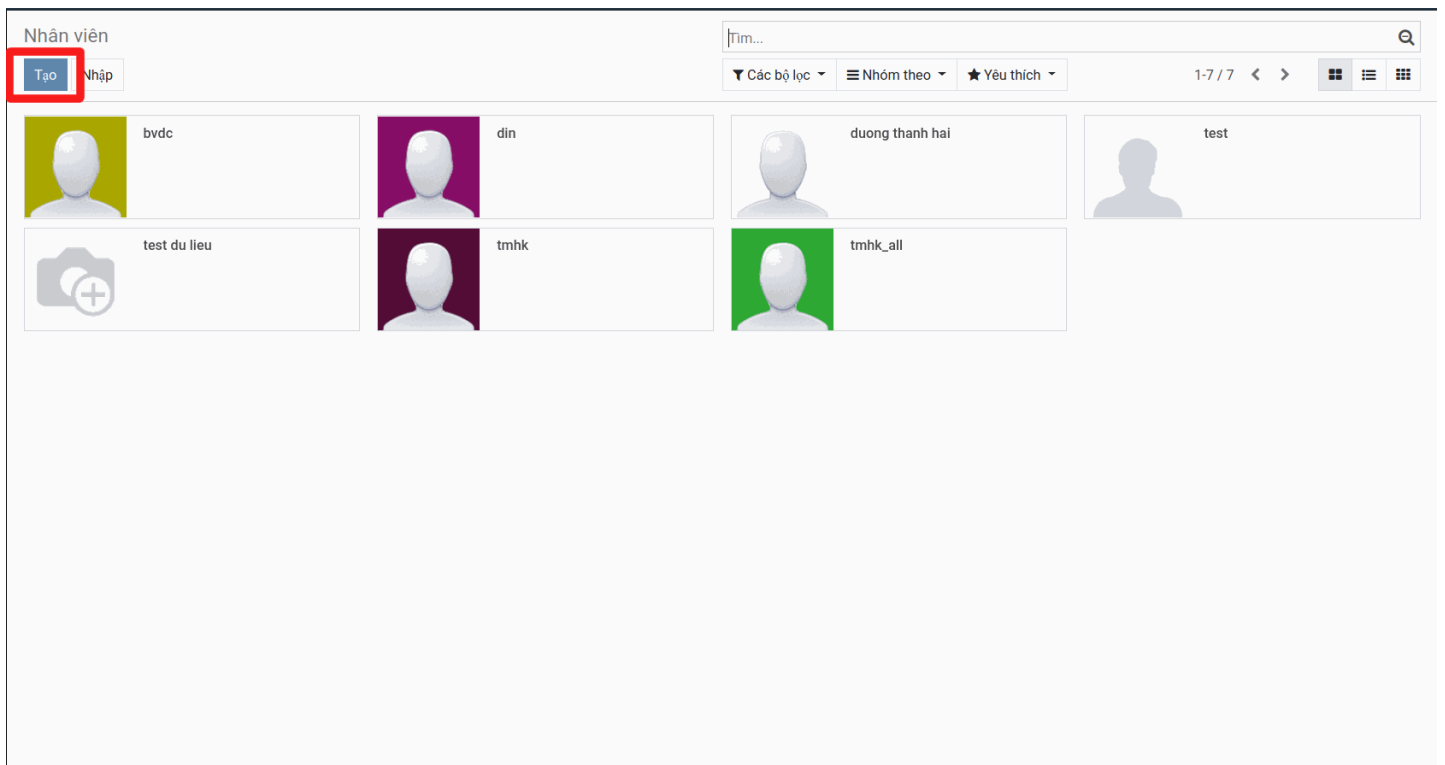 Nhân viên
Tìm...
Tạo Nhập
Các bộ lọc Nhóm theo Yêu thích 1-7 / 7
bvdc din duong thanh hai test
test du lieu tmhk tmhk_all